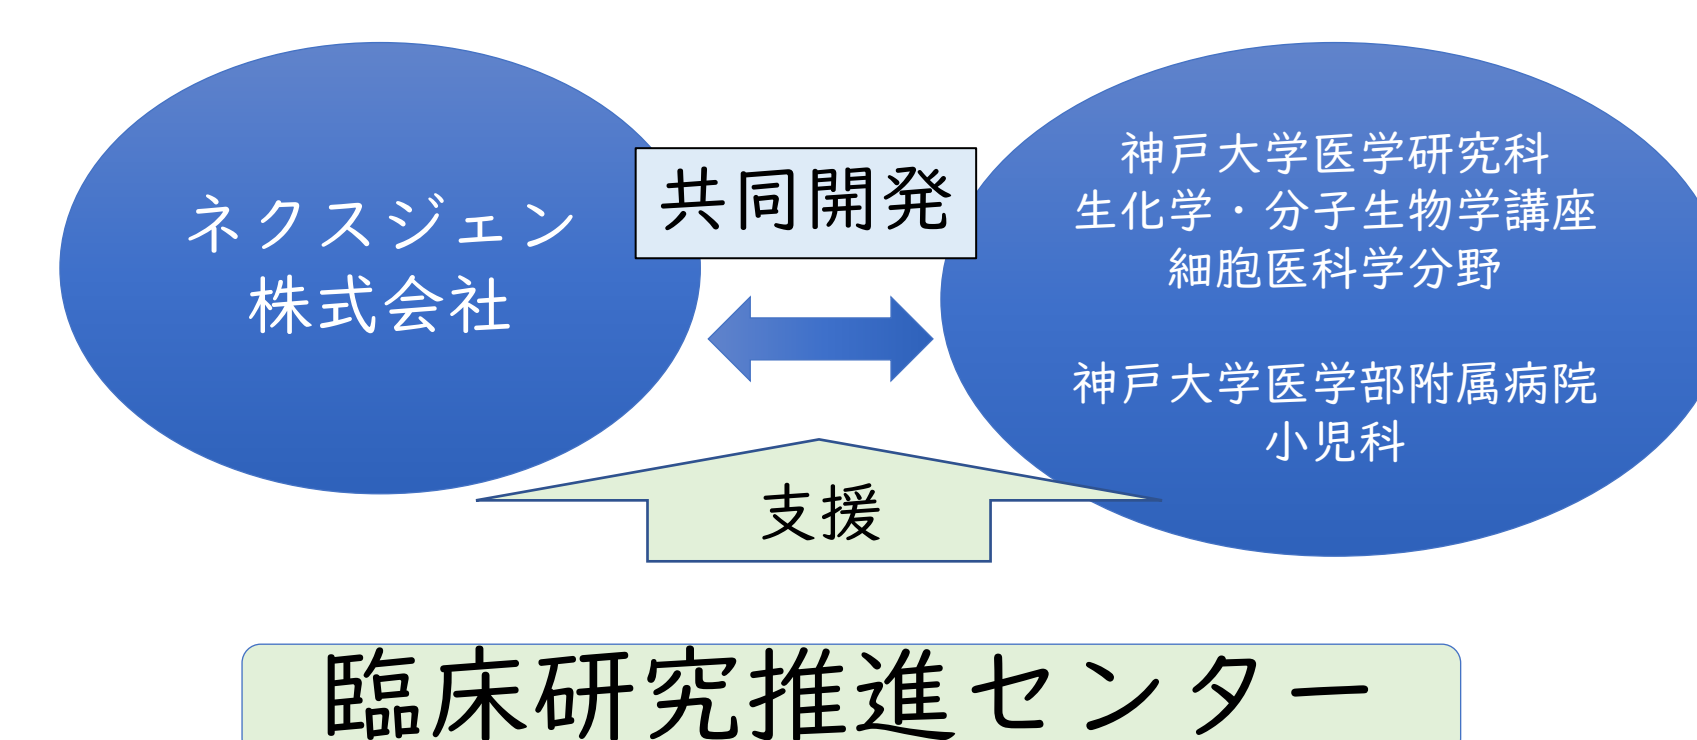 ネクスジェン
株式会社
共同開発
神戸大学医学研究科
生化学・分子生物学講座
細胞医科学分野
神戸大学医学部附属病院
小児科
支援
臨床研究推進センター